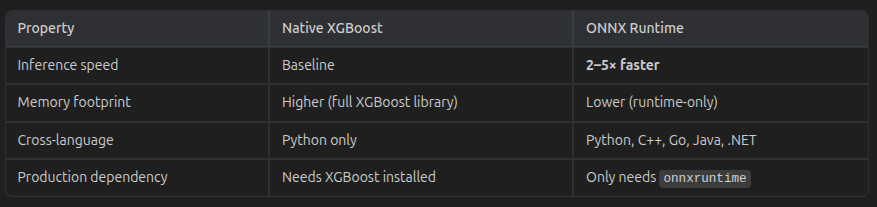 Property Native XGBoost ONNX Runtime
Inference speed Baseline 2–5× faster
Memory footprint Higher (full XGBoost library) Lower (runtime-only)
Cross-language Python only Python, C++, Go, Java, .NET
Production dependency Needs XGBoost installed Only needs onnxruntime